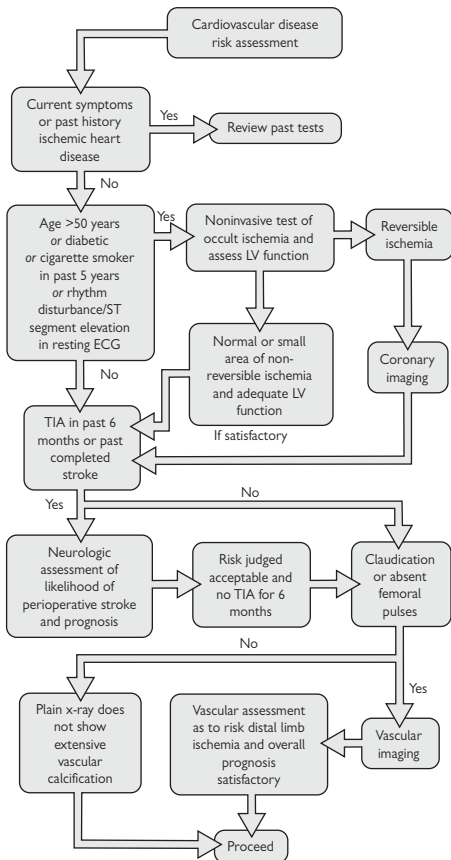 Cardiovascular disease
risk assessment
Current symptoms
or past history
ischemic heart
disease
Yes
Review past tests
No
Age >50 years
or diabetic
or cigarette smoker
in past 5 years
or rhythm
disturbance/ST
segment elevation
in resting ECG
Yes
Noninvasive test of
occult ischemia and
assess LV function
Reversible
ischemia
Normal or small
area of non-
reversible ischemia
and adequate LV
function
Coronary
imaging
No
If satisfactory
TIA in past 6
months or past
completed
stroke
Yes
No
Neurologic
assessment of
likelihood of
perioperative stroke
and prognosis
Risk judged
acceptable and
no TIA for 6
months
Claudication
or absent
femoral
pulses
No
Yes
Plain x-ray does
not show
extensive
vascular
calcification
Vascular assessment
as to risk distal limb
ischemia and overall
prognosis
satisfactory
Vascular
imaging
Proceed